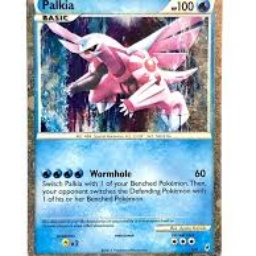 Palkia
HP100
BASIC
Wormhole 60
Switch Palkia with 1 of your Benched Pokémon. Then,
your opponent switches the Defending Pokémon with
1 of his or her Benched Pokémon.
×2